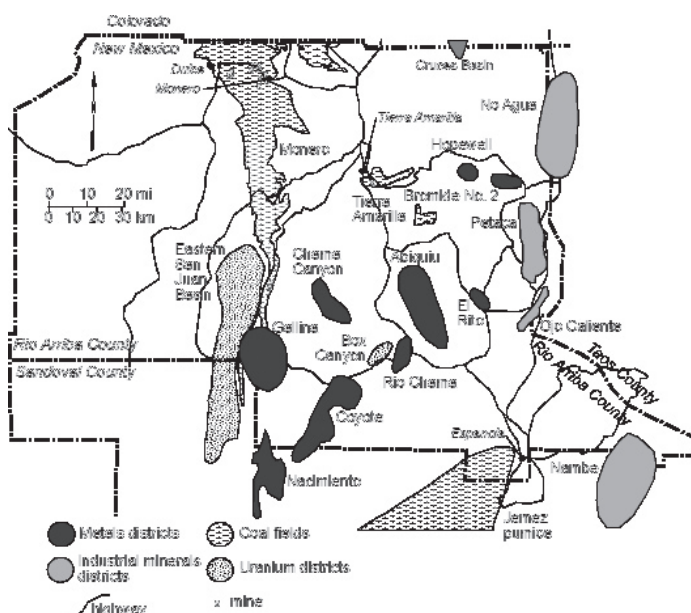 Colorado
New Mexico
Dulce
Monero
Cruces Basin
No Agua
Tierra Amarilla
Hopewell
Monero
Tierra
Amarilla
Bromide No. 2
0 10 20 mi
0 10 20 30 km
Petaca
Eastern
San
Juan
Basin
Chama
Canyon
Abiquiu
El
Rito
Ojo Caliente
Gallina
Box
Canyon
Rio Chama
Rio Arriba County
Sandoval County
Taos County
Rio Arriba County
Coyote
Espanola
Nambe
Nacimiento
Jemez
pumice
Metals districts
Coal fields
Industrial minerals
districts
Uranium districts
highway
x mine